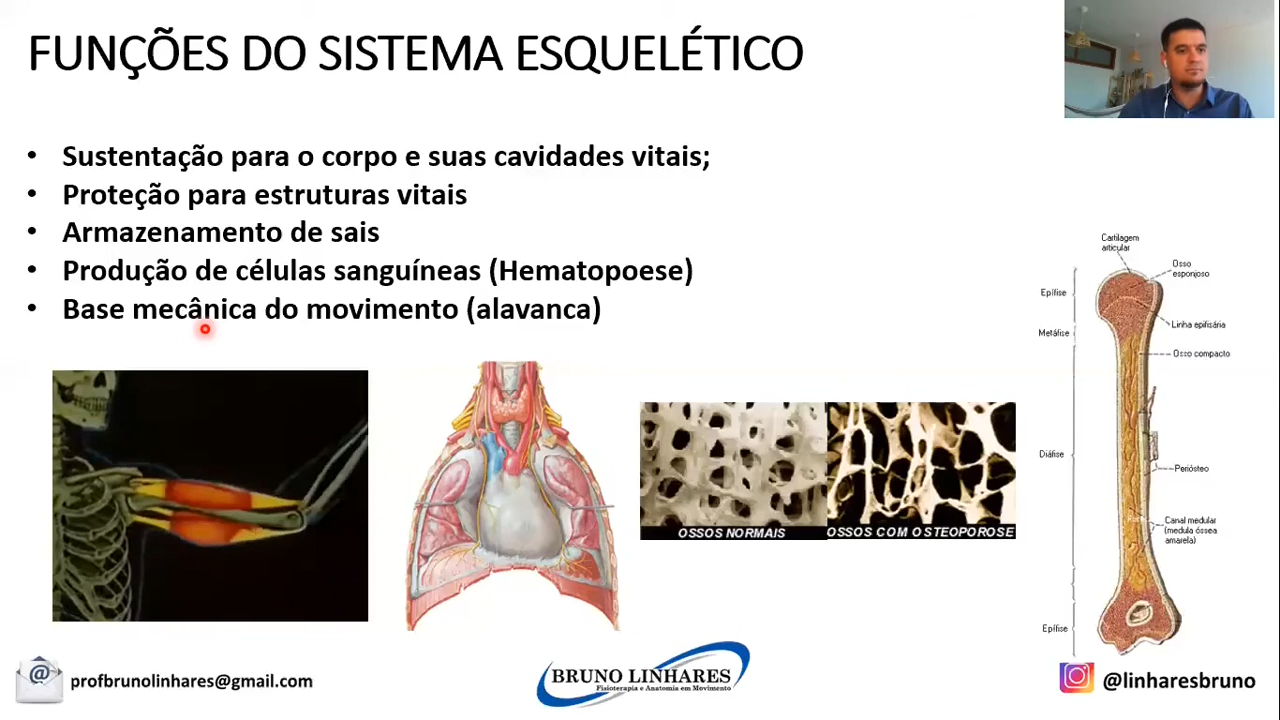 FUNÇÕES DO SISTEMA ESQUELÉTICO
• Sustentação para o corpo e suas cavidades vitais;
• Proteção para estruturas vitais
• Armazenamento de sais
• Produção de células sanguíneas (Hematopoese)
• Base mecânica do movimento (alavanca)
OSSOS NORMAIS
OSSOS COM OSTEOPOROSE
Cartilagem
articular
Osso
esponjoso
Epífise
Linha epifisária
Metáfise
Osso compacto
Diáfise
Periósteo
Canal medular
(medula óssea
amarela)
Epífise
@
profbrunolinhares@gmail.com
BRUNO LINHARES
Fisioterapia e Anatomia em Movimento
@linharesbruno